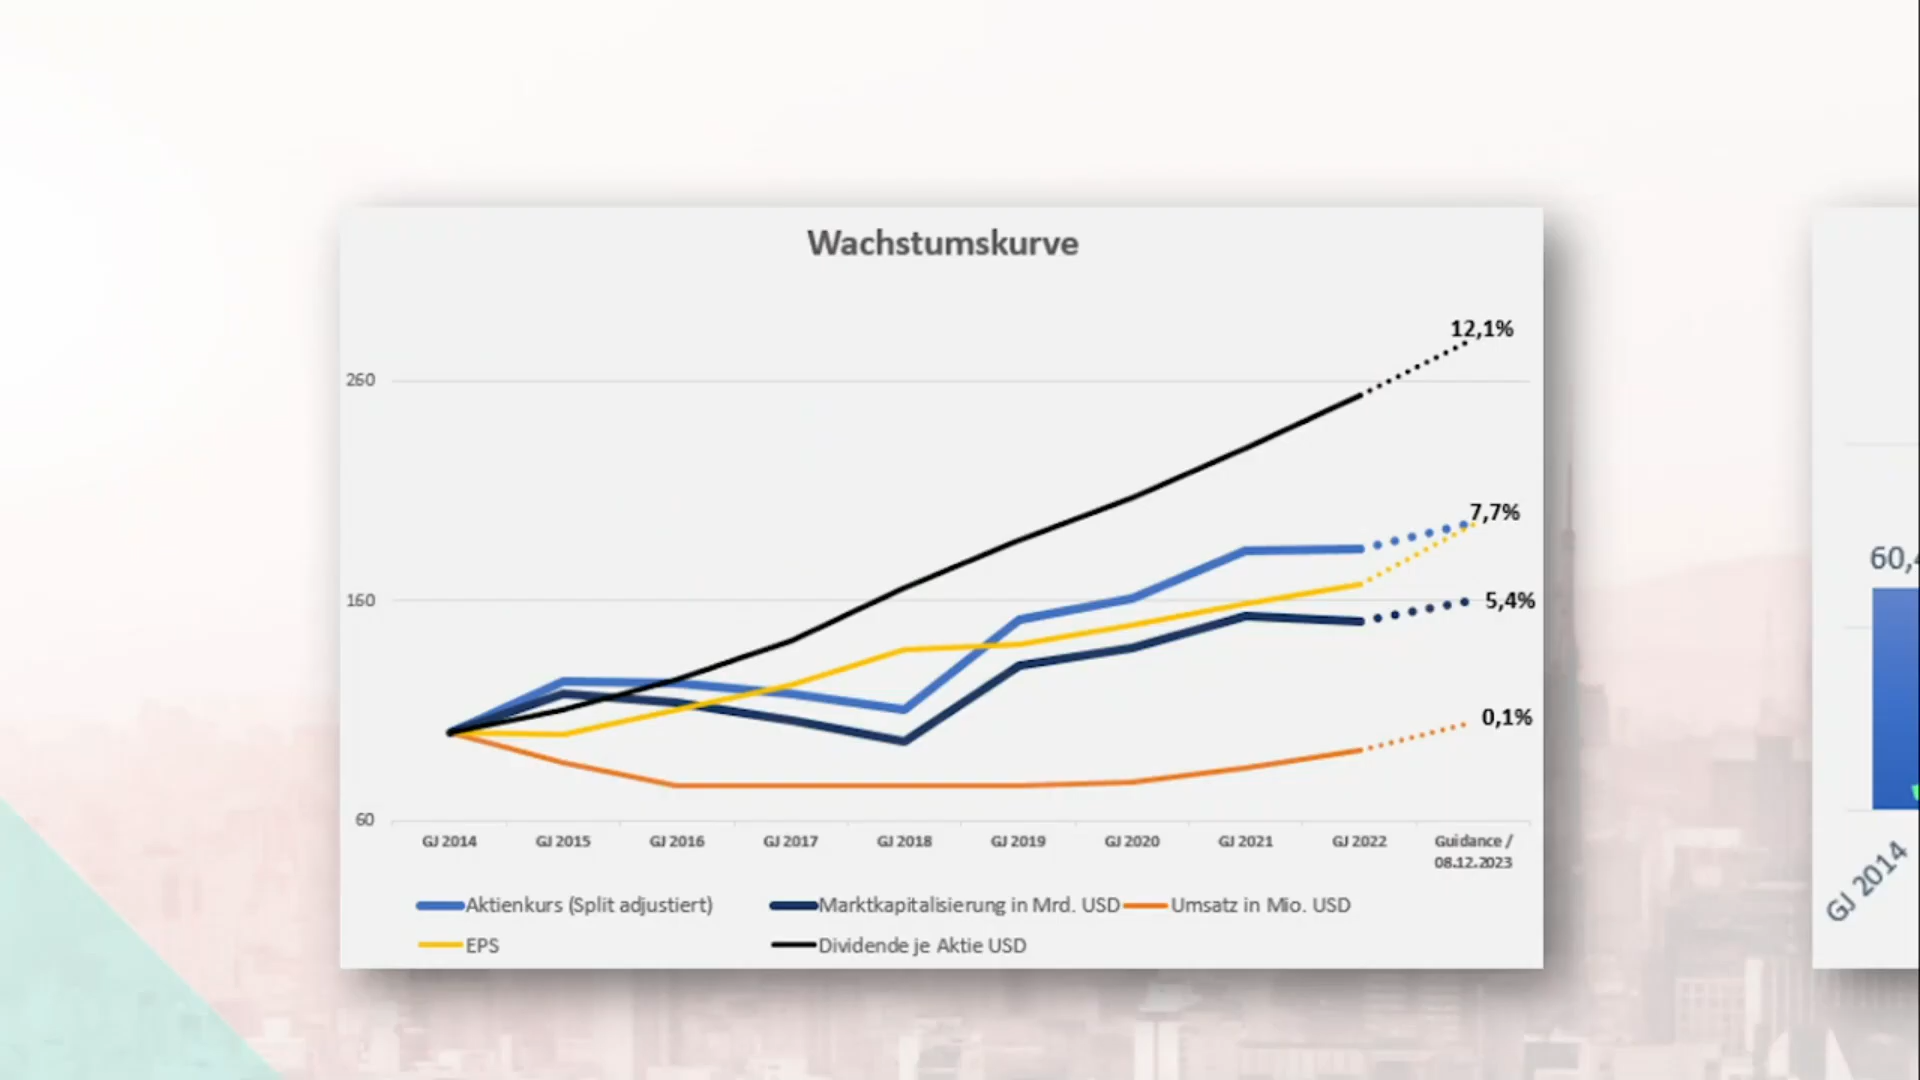 Wachstumskurve
12,1%
260
7,7%
160
5,4%
0,1%
60
GJ 2014
GJ 2015
GJ 2016
GJ 2017
GJ 2018
GJ 2019
GJ 2020
GJ 2021
GJ 2022
Guidance /
08.12.2023
Aktienkurs (Split adjustiert)
Marktkapitalisierung in Mrd. USD
Umsatz in Mio. USD
EPS
Dividende je Aktie USD
GJ 2014